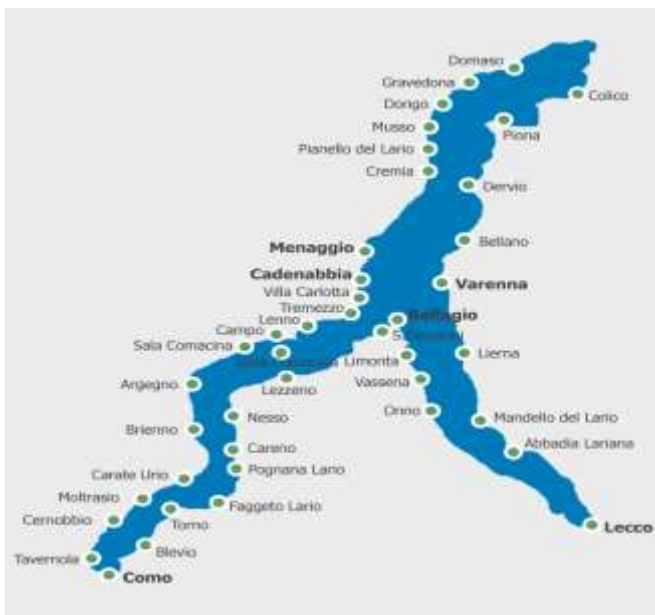 Domaso
Gravedona
Colico
Dongo
Piona
Musso
Pianello del Lario
Cremia
Dervio
Bellano
Menaggio
Cadenabbia
Varenna
Villa Carlotta
Tremezzo
Bellagio
Lenno
Campo
Sala Comacina
Limonta
Lierna
Argegno
Lezzeno
Vassena
Nesso
Onno
Mandello del Lario
Brienno
Abbadia Lariana
Careno
Pognana Lario
Carate Urio
Moltrasio
Faggeto Lario
Cernobbio
Torno
Lecco
Blevio
Tavernola
Como